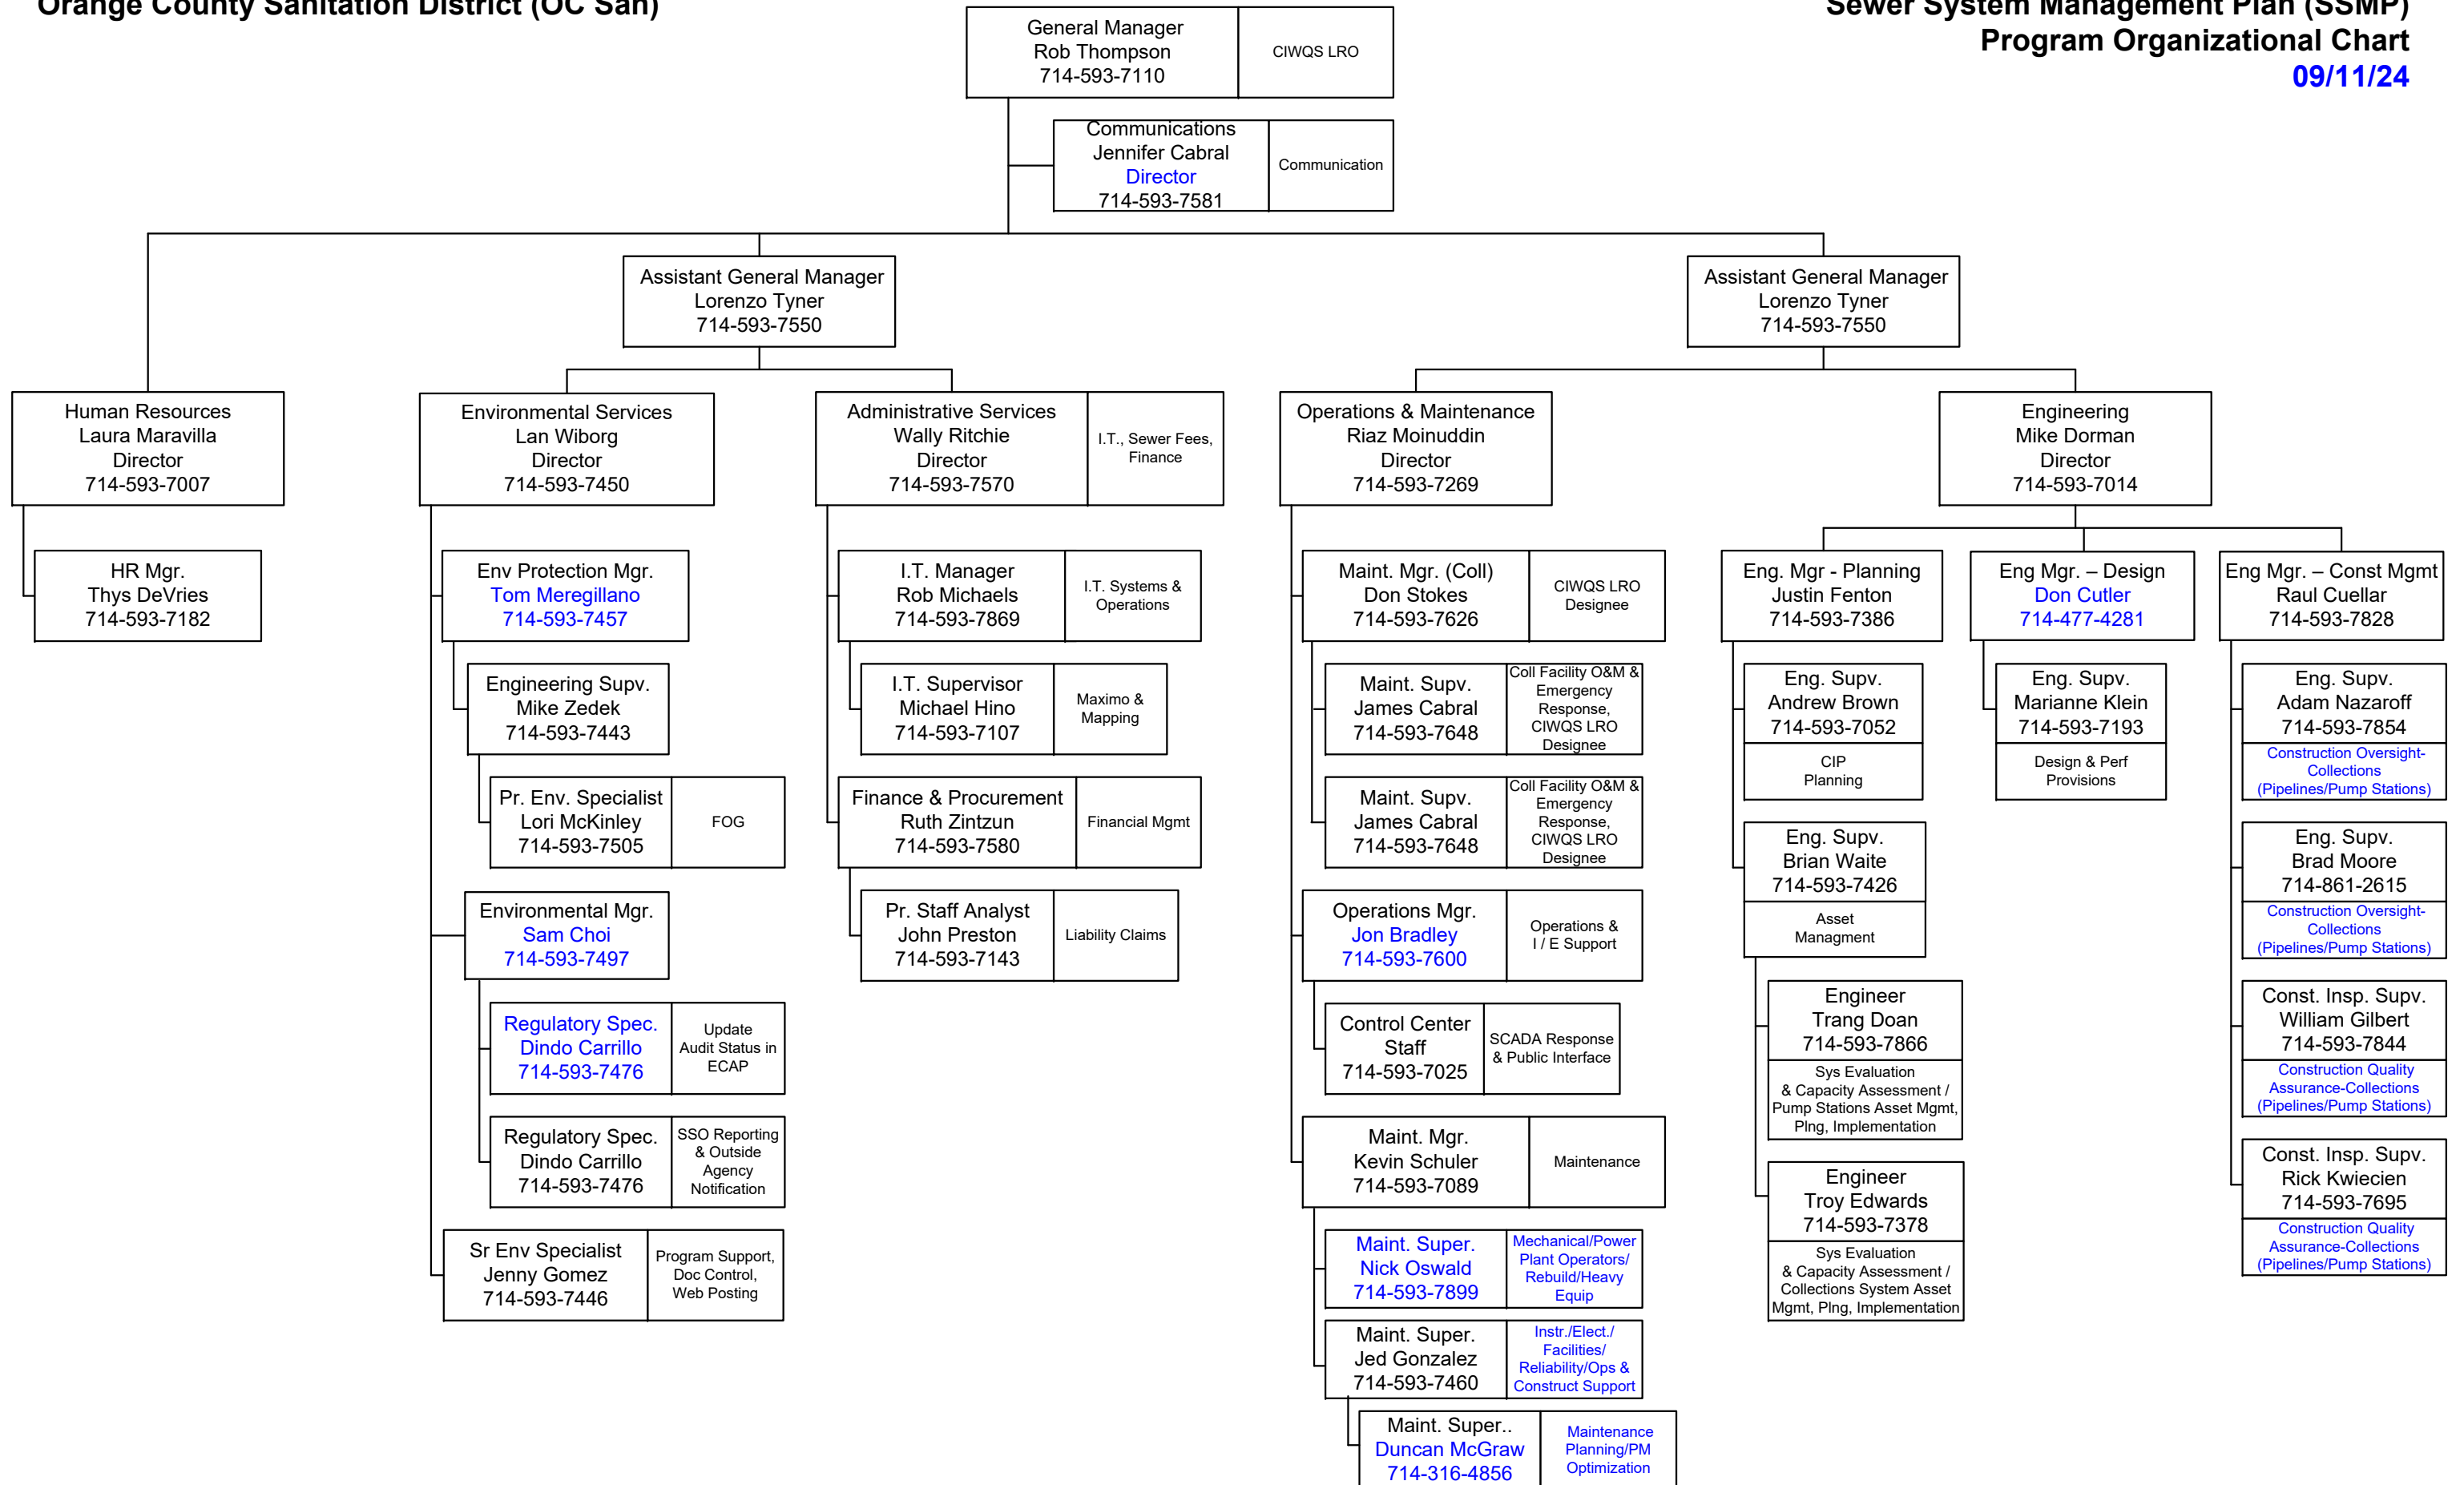 Orange County Sanitation District (OC San)
Sewer System Management Plan (SSMP)
Program Organizational Chart
09/11/24
General Manager
Rob Thompson
714-593-7110
CIWQS LRO
Communications
Jennifer Cabral
Director
714-593-7581
Communication
Assistant General Manager
Lorenzo Tyner
714-593-7550
Assistant General Manager
Lorenzo Tyner
714-593-7550
Human Resources
Laura Maravilla
Director
714-593-7007
HR Mgr.
Thys DeVries
714-593-7182
Environmental Services
Lan Wiborg
Director
714-593-7450
Env Protection Mgr.
Tom Meregillano
714-593-7457
Engineering Supv.
Mike Zedek
714-593-7443
Pr. Env. Specialist
Lori McKinley
714-593-7505
FOG
Environmental Mgr.
Sam Choi
714-593-7497
Regulatory Spec.
Dindo Carrillo
714-593-7476
Update
Audit Status in
ECAP
Regulatory Spec.
Dindo Carrillo
714-593-7476
SSO Reporting
& Outside
Agency
Notification
Sr Env Specialist
Jenny Gomez
714-593-7446
Program Support,
Doc Control,
Web Posting
Administrative Services
Wally Ritchie
Director
714-593-7570
I.T., Sewer Fees,
Finance
I.T. Manager
Rob Michaels
714-593-7869
I.T. Systems &
Operations
I.T. Supervisor
Michael Hino
714-593-7107
Maximo &
Mapping
Finance & Procurement
Ruth Zintzun
714-593-7580
Financial Mgmt
Pr. Staff Analyst
John Preston
714-593-7143
Liability Claims
Operations & Maintenance
Riaz Moinuddin
Director
714-593-7269
Maint. Mgr. (Coll)
Don Stokes
714-593-7626
CIWQS LRO
Designee
Maint. Supv.
James Cabral
714-593-7648
Coll Facility O&M &
Emergency
Response,
CIWQS LRO
Designee
Maint. Supv.
James Cabral
714-593-7648
Coll Facility O&M &
Emergency
Response,
CIWQS LRO
Designee
Operations Mgr.
Jon Bradley
714-593-7600
Operations &
I / E Support
Control Center
Staff
714-593-7025
SCADA Response
& Public Interface
Maint. Mgr.
Kevin Schuler
714-593-7089
Maintenance
Maint. Super.
Nick Oswald
714-593-7899
Mechanical/Power
Plant Operators/
Rebuild/Heavy
Equip
Maint. Super.
Jed Gonzalez
714-593-7460
Instr./Elect./
Facilities/
Reliability/Ops &
Construct Support
Maint. Super..
Duncan McGraw
714-316-4856
Maintenance
Planning/PM
Optimization
Engineering
Mike Dorman
Director
714-593-7014
Eng. Mgr - Planning
Justin Fenton
714-593-7386
Eng. Supv.
Andrew Brown
714-593-7052
CIP
Planning
Eng. Supv.
Brian Waite
714-593-7426
Asset
Managment
Engineer
Trang Doan
714-593-7866
Sys Evaluation
& Capacity Assessment /
Pump Stations Asset Mgmt,
Plng, Implementation
Engineer
Troy Edwards
714-593-7378
Sys Evaluation
& Capacity Assessment /
Collections System Asset
Mgmt, Plng, Implementation
Eng Mgr. – Design
Don Cutler
714-477-4281
Eng. Supv.
Marianne Klein
714-593-7193
Design & Perf
Provisions
Eng Mgr. – Const Mgmt
Raul Cuellar
714-593-7828
Eng. Supv.
Adam Nazaroff
714-593-7854
Construction Oversight-
Collections
(Pipelines/Pump Stations)
Eng. Supv.
Brad Moore
714-861-2615
Construction Oversight-
Collections
(Pipelines/Pump Stations)
Const. Insp. Supv.
William Gilbert
714-593-7844
Construction Quality
Assurance-Collections
(Pipelines/Pump Stations)
Const. Insp. Supv.
Rick Kwiecien
714-593-7695
Construction Quality
Assurance-Collections
(Pipelines/Pump Stations)